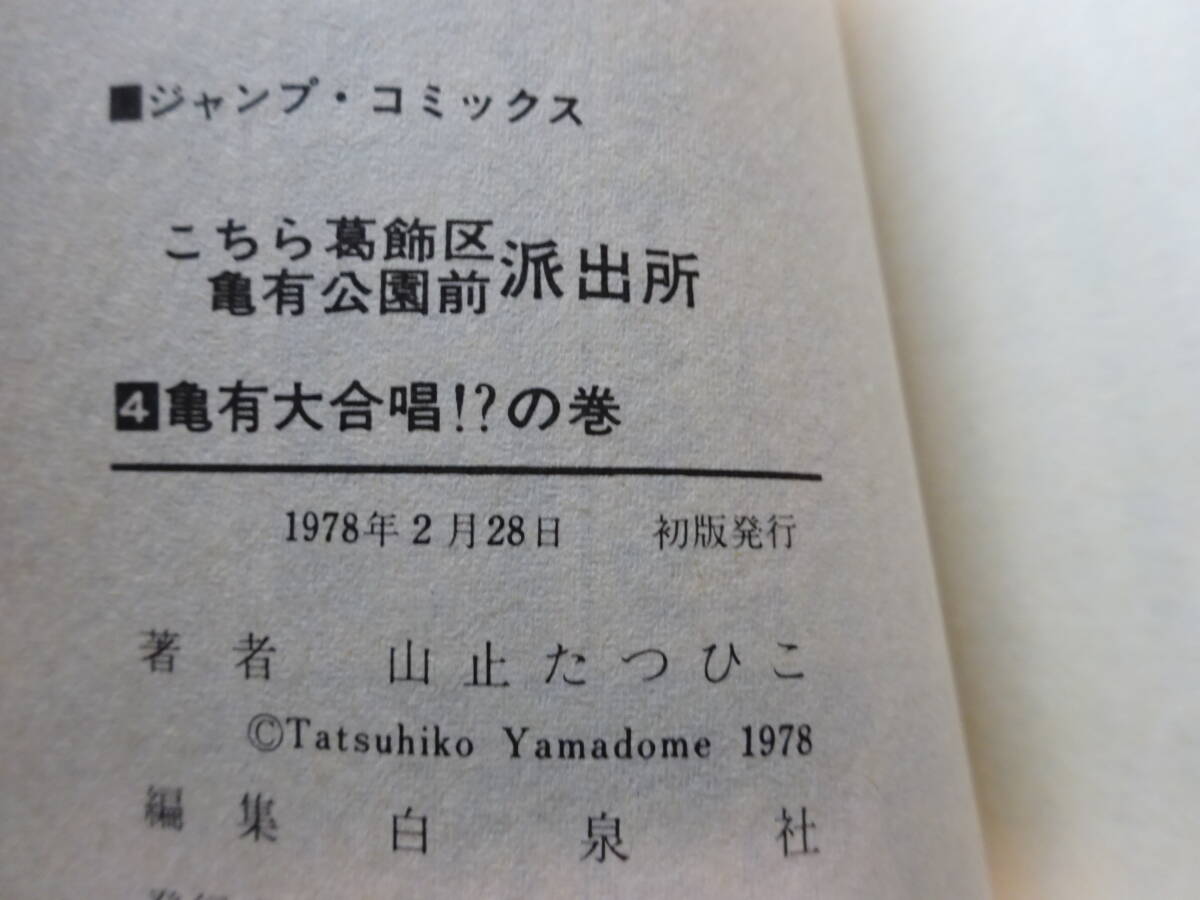 ■ジャンプ・コミックス
こちら葛飾区
亀有公園前派出所
4亀有大合唱!?の巻
1978年2月28日 初版発行
著者 山止たつひこ
©Tatsuhiko Yamadome 1978
編集 白泉社